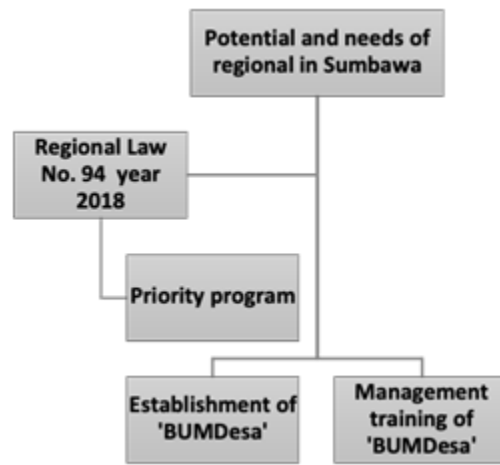 Potential and needs of
regional in Sumbawa
Regional Law
No. 94 year
2018
Priority program
Establishment of
'BUMDesa'
Management
training of
'BUMDesa'